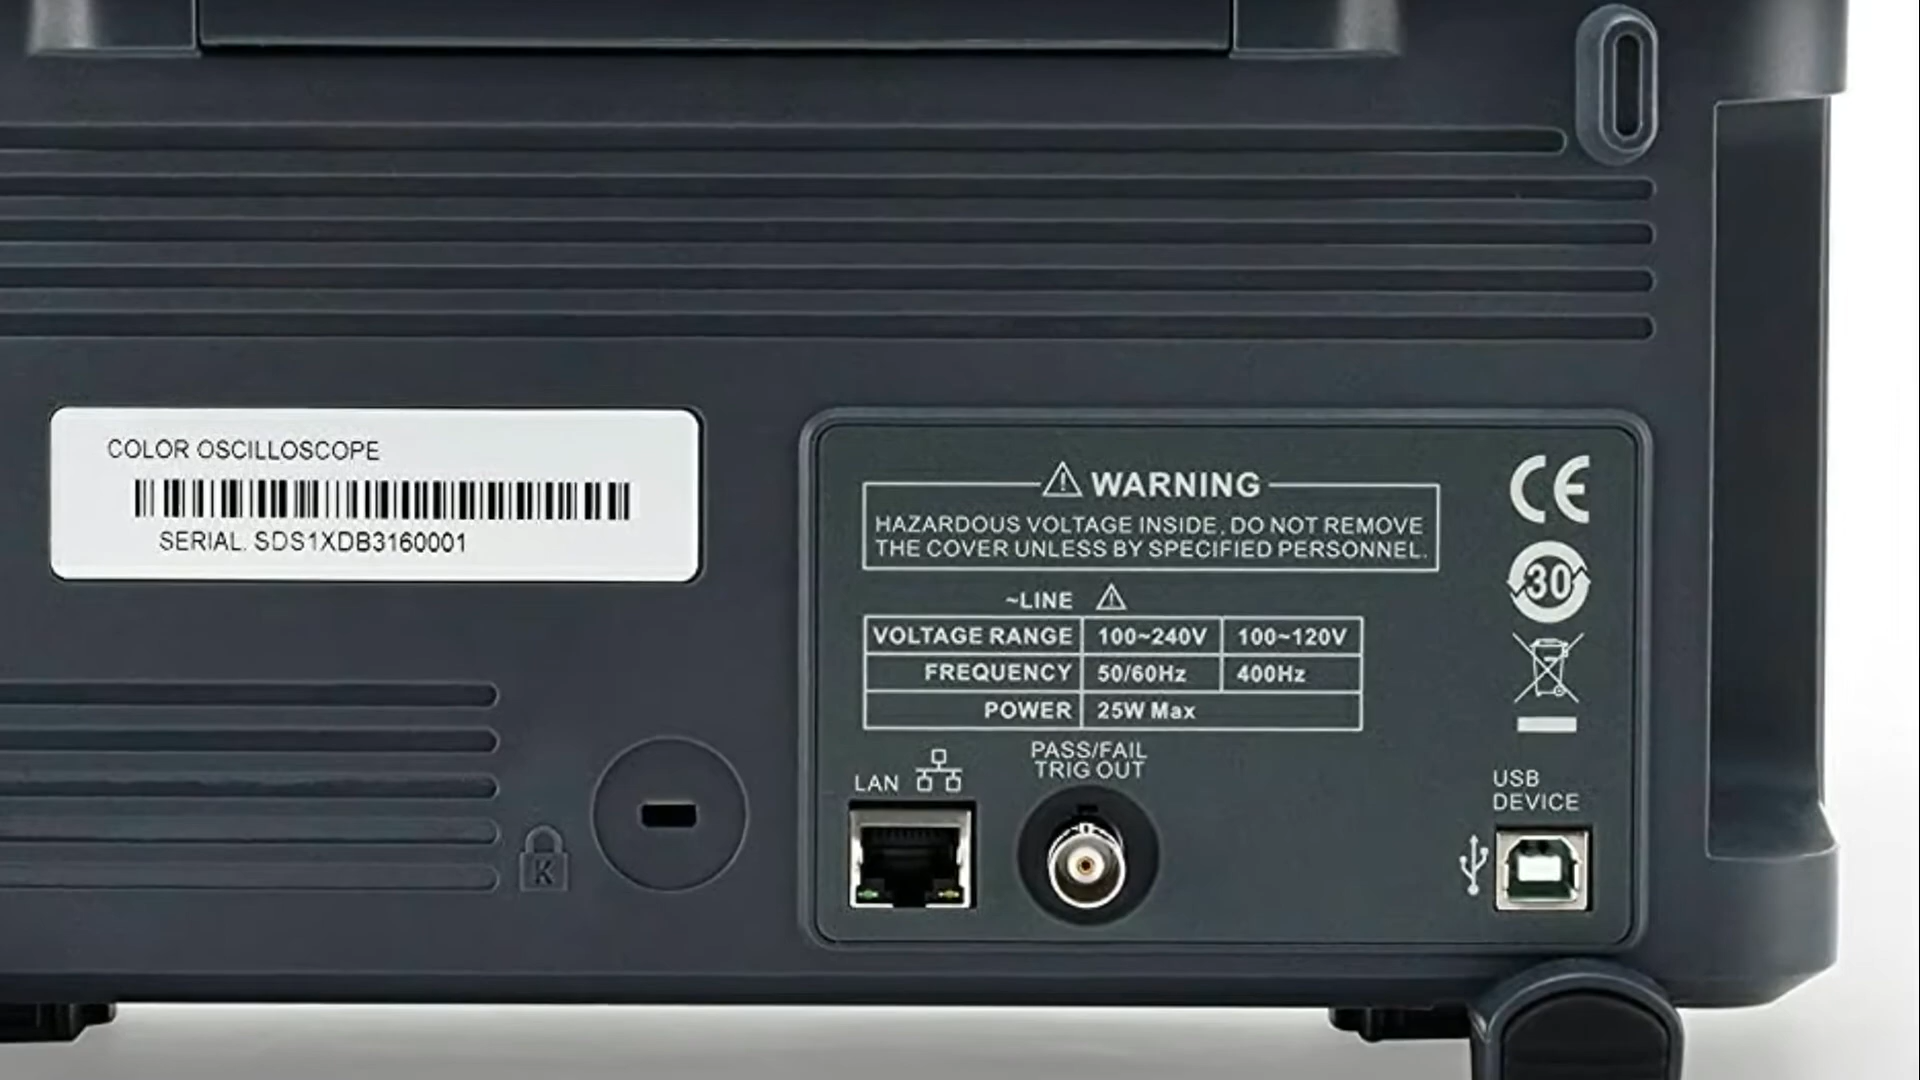 COLOR OSCILLOSCOPE
SERIAL. SDS1XDB3160001
⚠ WARNING
HAZARDOUS VOLTAGE INSIDE, DO NOT REMOVE
THE COVER UNLESS BY SPECIFIED PERSONNEL.
~LINE ⚠
VOLTAGE RANGE 100~240V 100~120V
FREQUENCY 50/60Hz 400Hz
POWER 25W Max
CE
30
LAN
PASS/FAIL
TRIG OUT
USB
DEVICE
K